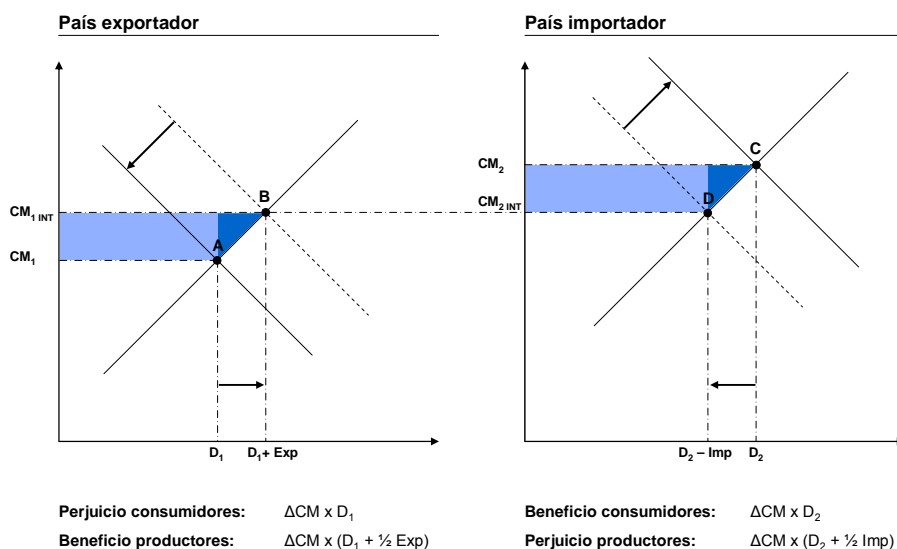 País exportador
CM1 INT
CM1
A
B
D1
D1+ Exp
Perjuicio consumidores: ΔCM x D1
Beneficio productores: ΔCM x (D1 + ½ Exp)
País importador
CM2
CM2 INT
C
D
D2 – Imp
D2
Beneficio consumidores: ΔCM x D2
Perjuicio productores: ΔCM x (D2 + ½ Imp)